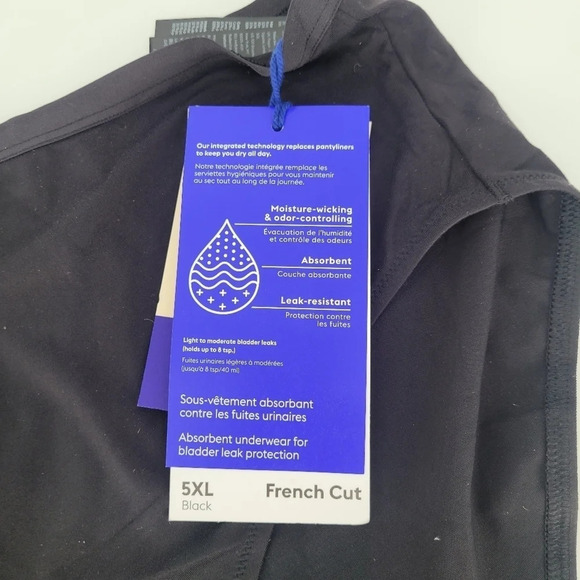 Our integrated technology replaces pantyliners
to keep you dry all day.
Notre technologie intégrée remplace les
serviettes hygiéniques pour vous maintenir
au sec tout au long de la journée.
Moisture-wicking
& odor-controlling
Évacuation de l'humidité
et contrôle des odeurs
Absorbent
Couche absorbante
Leak-resistant
Protection contre
les fuites
Light to moderate bladder leaks
(holds up to 8 tsp.)
Fuites urinaires légères à modérées
(jusqu'à 8 tsp/40 ml)
Sous-vêtement absorbant
contre les fuites urinaires
Absorbent underwear for
bladder leak protection
5XL
Black
French Cut